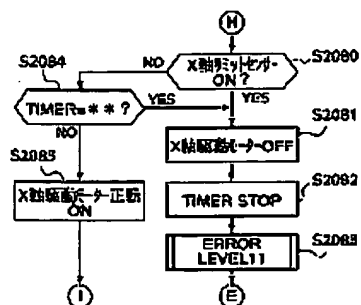 H
S2084
NO
X軸リミットセンサー
ON?
S2080
TIMER=**?
YES
YES
NO
S2081
X軸駆動モーターOFF
S2085
X軸駆動モーター正転
ON
S2082
TIMER STOP
S2083
ERROR
LEVEL11
I
E